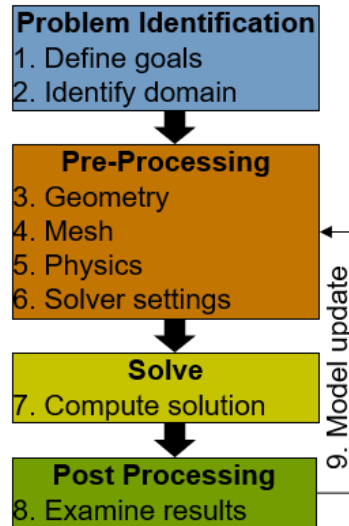 Problem Identification
1. Define goals
2. Identify domain
Pre-Processing
3. Geometry
4. Mesh
5. Physics
6. Solver settings
Solve
7. Compute solution
Post Processing
8. Examine results
9. Model update